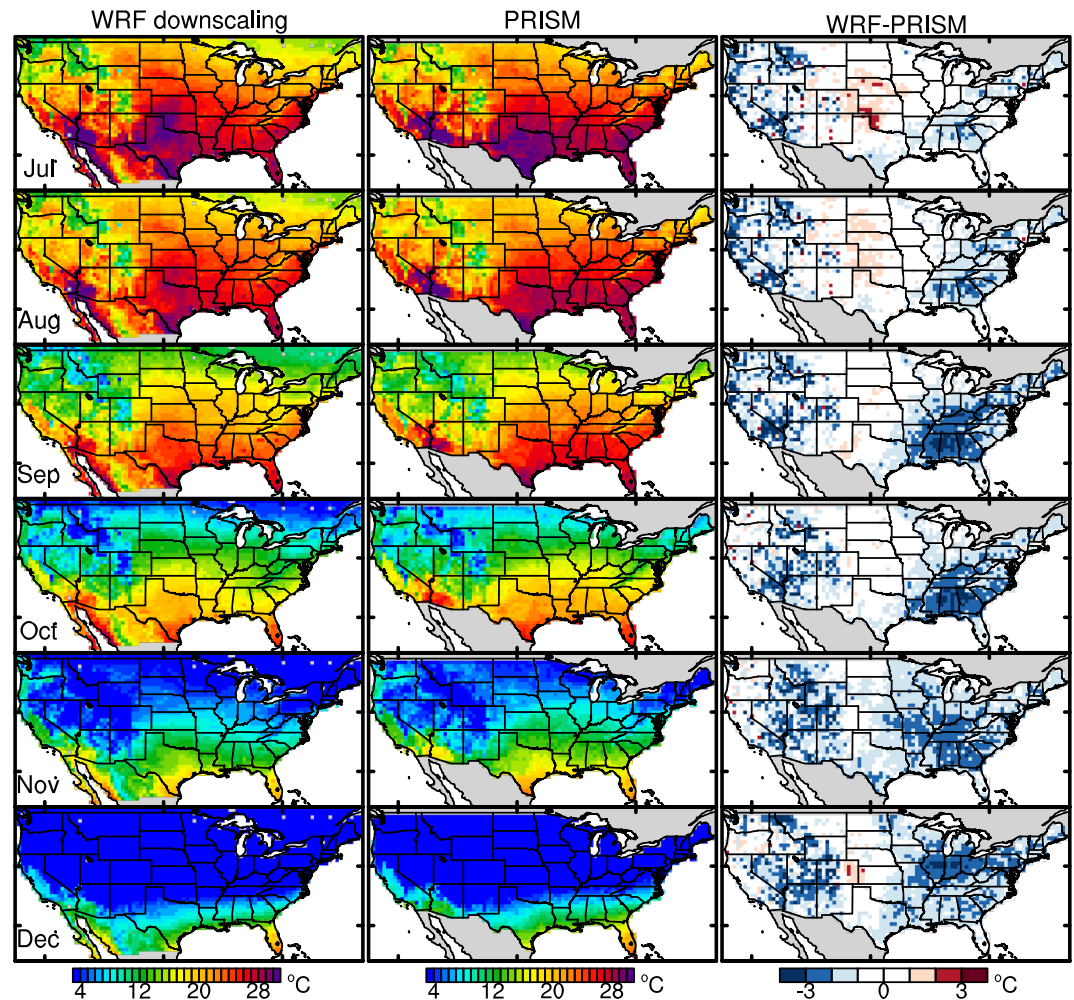 WRF downscaling
PRISM
WRF-PRISM
Jul
Aug
Sep
Oct
Nov
Dec
4 12 20 28 °C
4 12 20 28 °C
-3 0 3 °C